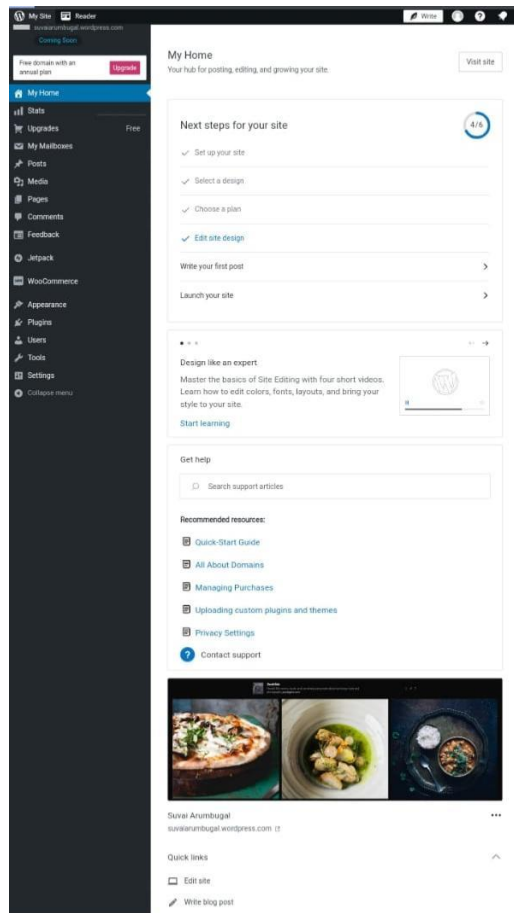 My Site Reader Write
suvaiarumbugal.wordpress.com
Coming Soon
Free domain with an
annual plan
Upgrade
My Home
Stats
Upgrades Free
My Mailboxes
Posts
Media
Pages
Comments
Feedback
Jetpack
WooCommerce
Appearance
Plugins
Users
Tools
Settings
Collapse menu
My Home
Your hub for posting, editing, and growing your site.
Visit site
Next steps for your site
4/6
Set up your site
Select a design
Choose a plan
Edit site design
Write your first post
Launch your site
Design like an expert
Master the basics of Site Editing with four short videos.
Learn how to edit colors, fonts, layouts, and bring your
style to your site.
Start learning
Get help
Search support articles
Recommended resources:
Quick-Start Guide
All About Domains
Managing Purchases
Uploading custom plugins and themes
Privacy Settings
Contact support
Suvai Arumbugal
suvaiarumbugal.wordpress.com
Quick links
Edit site
Write blog post